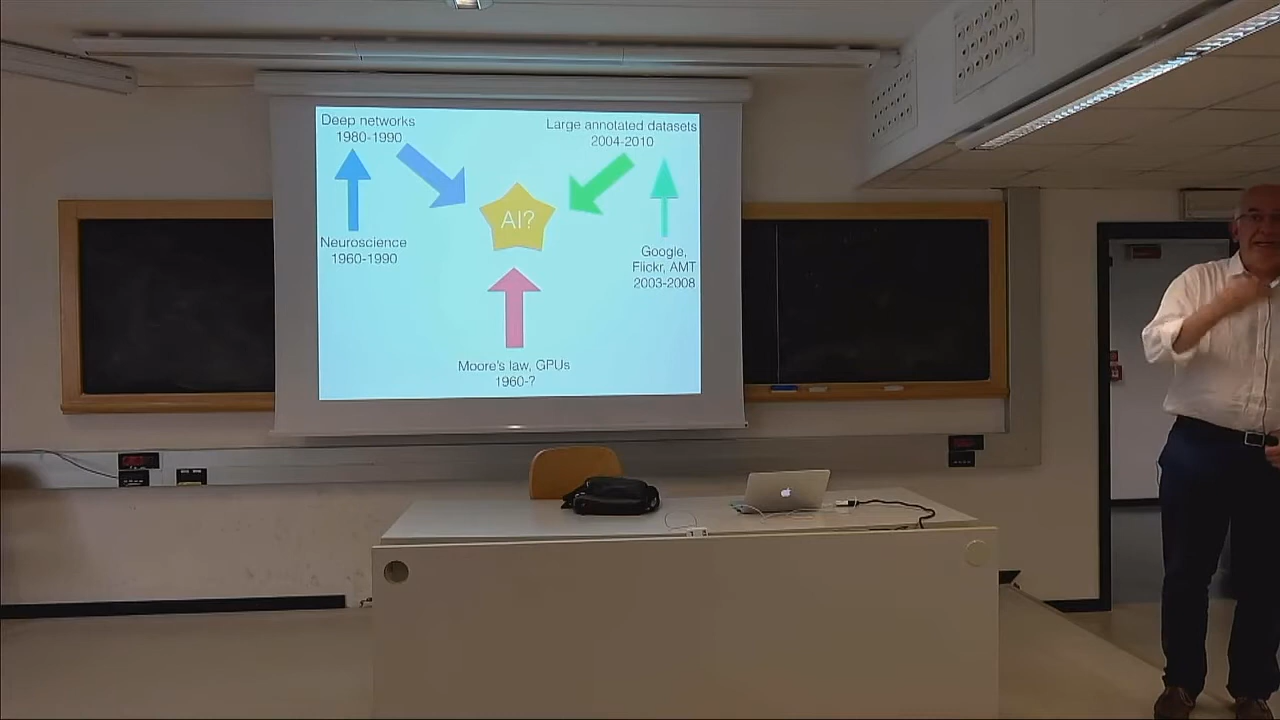 Deep networks
1980-1990
Large annotated datasets
2004-2010
AI?
Neuroscience
1960-1990
Google,
Flickr, AMT
2003-2008
Moore's law, GPUs
1960-?